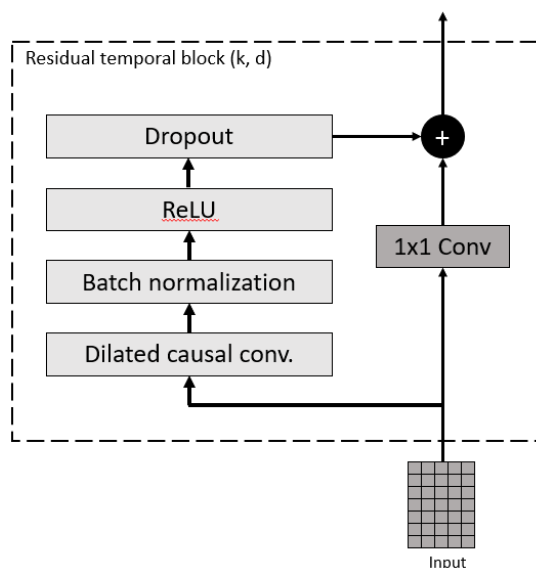 Residual temporal block (k, d)
Dropout
+
ReLU
1x1 Conv
Batch normalization
Dilated causal conv.
Input